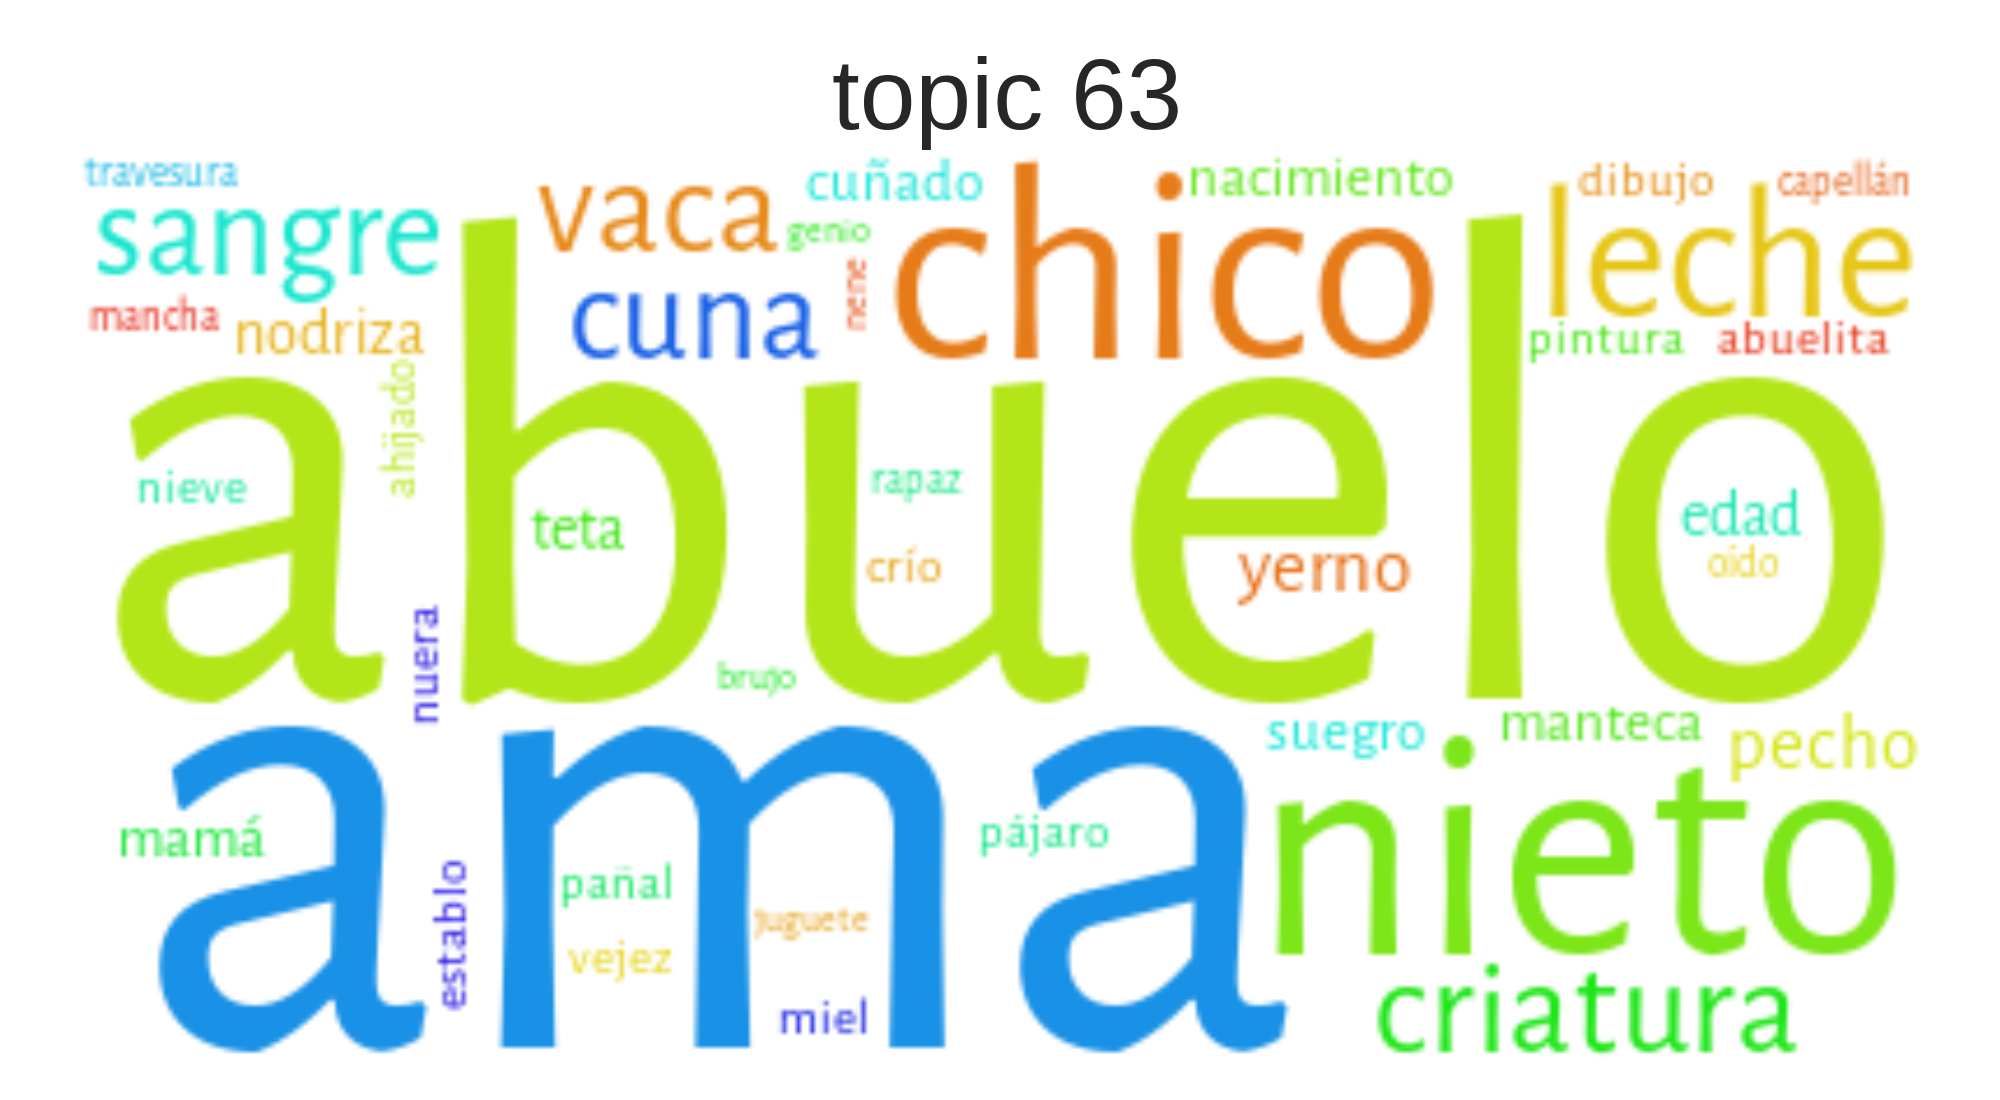 topic 63
travesura
sangre
mancha
nodriza
vaca
cuñado
genio
nene
cuna
chico
nacimiento
dibujo
capellán
leche
pintura
abuelita
abuelo
ahijado
nieve
teta
rapaz
crío
yerno
edad
oído
nuera
brujo
ama
suegro
manteca
pecho
nieto
mamá
establo
pañal
juguete
vejez
miel
pájaro
criatura